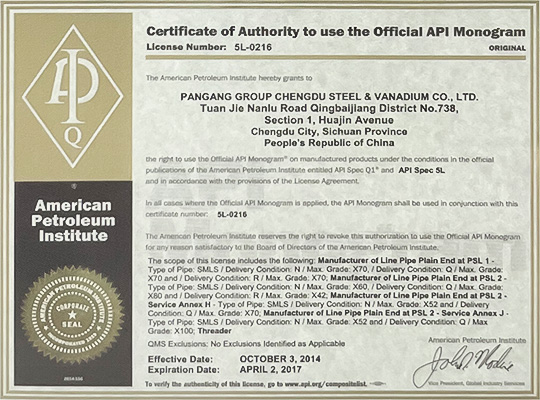 Certificate of Authority to use the Official API Monogram
License Number: 5L-0216
ORIGINAL
The American Petroleum Institute hereby grants to
PANGANG GROUP CHENGDU STEEL & VANADIUM CO., LTD.
Tuan Jie Nanlu Road Qingbaijiang District No.738,
Section 1, Huajin Avenue
Chengdu City, Sichuan Province
People's Republic of China
the right to use the Official API Monogram® on manufactured products under the conditions in the official
publications of the American Petroleum Institute entitled API Spec Q1® and API Spec 5L
and in accordance with the provisions of the License Agreement.
In all cases where the Official API Monogram is applied, the API Monogram shall be used in conjunction with this
certificate number: 5L-0216
The American Petroleum Institute reserves the right to revoke this authorization to use the Official API Monogram
for any reason satisfactory to the Board of Directors of the American Petroleum Institute.
The scope of this license includes the following: Manufacturer of Line Pipe Plain End at PSL 1 -
Type of Pipe: SMLS / Delivery Condition: N / Max. Grade: X70, / Delivery Condition: Q / Max. Grade:
X70 and / Delivery Condition: R / Max. Grade: X70; Manufacturer of Line Pipe Plain End at PSL 2 -
Type of Pipe: SMLS / Delivery Condition: N / Max. Grade: X60, / Delivery Condition: Q / Max. Grade:
X80 and / Delivery Condition: R / Max. Grade: X42; Manufacturer of Line Pipe Plain End at PSL 2 -
Service Annex H - Type of Pipe: SMLS / Delivery Condition: N / Max. Grade: X52 and / Delivery
Condition: Q / Max. Grade: X70; Manufacturer of Line Pipe Plain End at PSL 2 - Service Annex J -
Type of Pipe: SMLS / Delivery Condition: N / Max. Grade: X52 and / Delivery Condition: Q / Max
Grade: X100; Threader
QMS Exclusions: No Exclusions Identified as Applicable
American Petroleum Institute
Effective Date: OCTOBER 3, 2014
Expiration Date: APRIL 2, 2017
To verify the authenticity of this license, go to www.api.org/compositelist.
Vice President, Global Industry Services
API
Q
®
American
Petroleum
Institute
AMERICAN PETROLEUM INSTITUTE
CORPORATE
SEAL